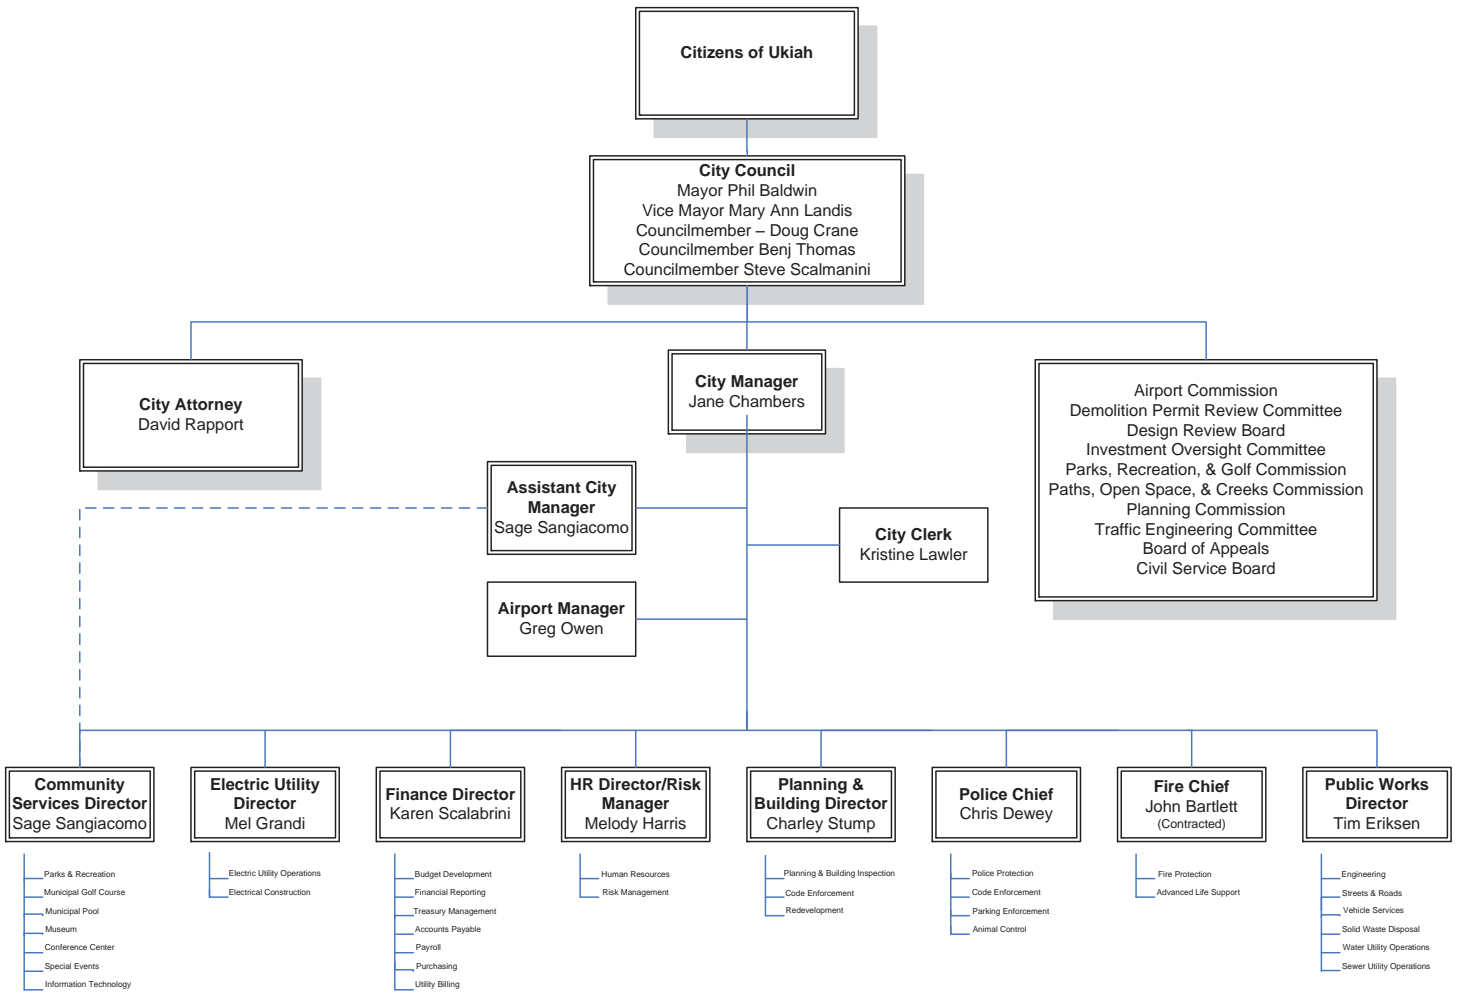 Citizens of Ukiah
City Council
Mayor Phil Baldwin
Vice Mayor Mary Ann Landis
Councilmember – Doug Crane
Councilmember Benj Thomas
Councilmember Steve Scalmanini
City Attorney
David Rapport
City Manager
Jane Chambers
Airport Commission
Demolition Permit Review Committee
Design Review Board
Investment Oversight Committee
Parks, Recreation, & Golf Commission
Paths, Open Space, & Creeks Commission
Planning Commission
Traffic Engineering Committee
Board of Appeals
Civil Service Board
Assistant City
Manager
Sage Sangiacomo
City Clerk
Kristine Lawler
Airport Manager
Greg Owen
Community
Services Director
Sage Sangiacomo
Parks & Recreation
Municipal Golf Course
Municipal Pool
Museum
Conference Center
Special Events
Information Technology
Electric Utility
Director
Mel Grandi
Electric Utility Operations
Electrical Construction
Finance Director
Karen Scalabrini
Budget Development
Financial Reporting
Treasury Management
Accounts Payable
Payroll
Purchasing
Utility Billing
HR Director/Risk
Manager
Melody Harris
Human Resources
Risk Management
Planning &
Building Director
Charley Stump
Planning & Building Inspection
Code Enforcement
Redevelopment
Police Chief
Chris Dewey
Police Protection
Code Enforcement
Parking Enforcement
Animal Control
Fire Chief
John Bartlett
(Contracted)
Fire Protection
Advanced Life Support
Public Works
Director
Tim Eriksen
Engineering
Streets & Roads
Vehicle Services
Solid Waste Disposal
Water Utility Operations
Sewer Utility Operations